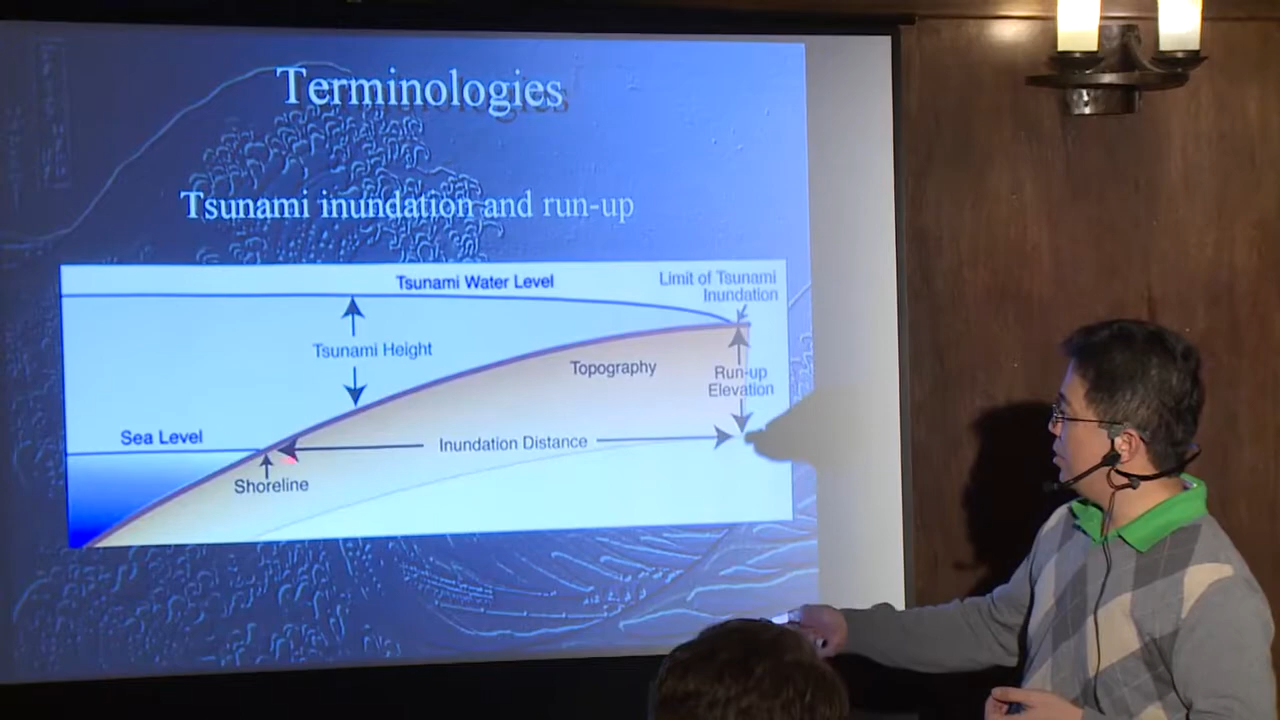 Terminologies
Tsunami inundation and run-up
Tsunami Water Level
Limit of Tsunami
Inundation
Tsunami Height
Topography
Run-up
Elevation
Sea Level
Inundation Distance
Shoreline